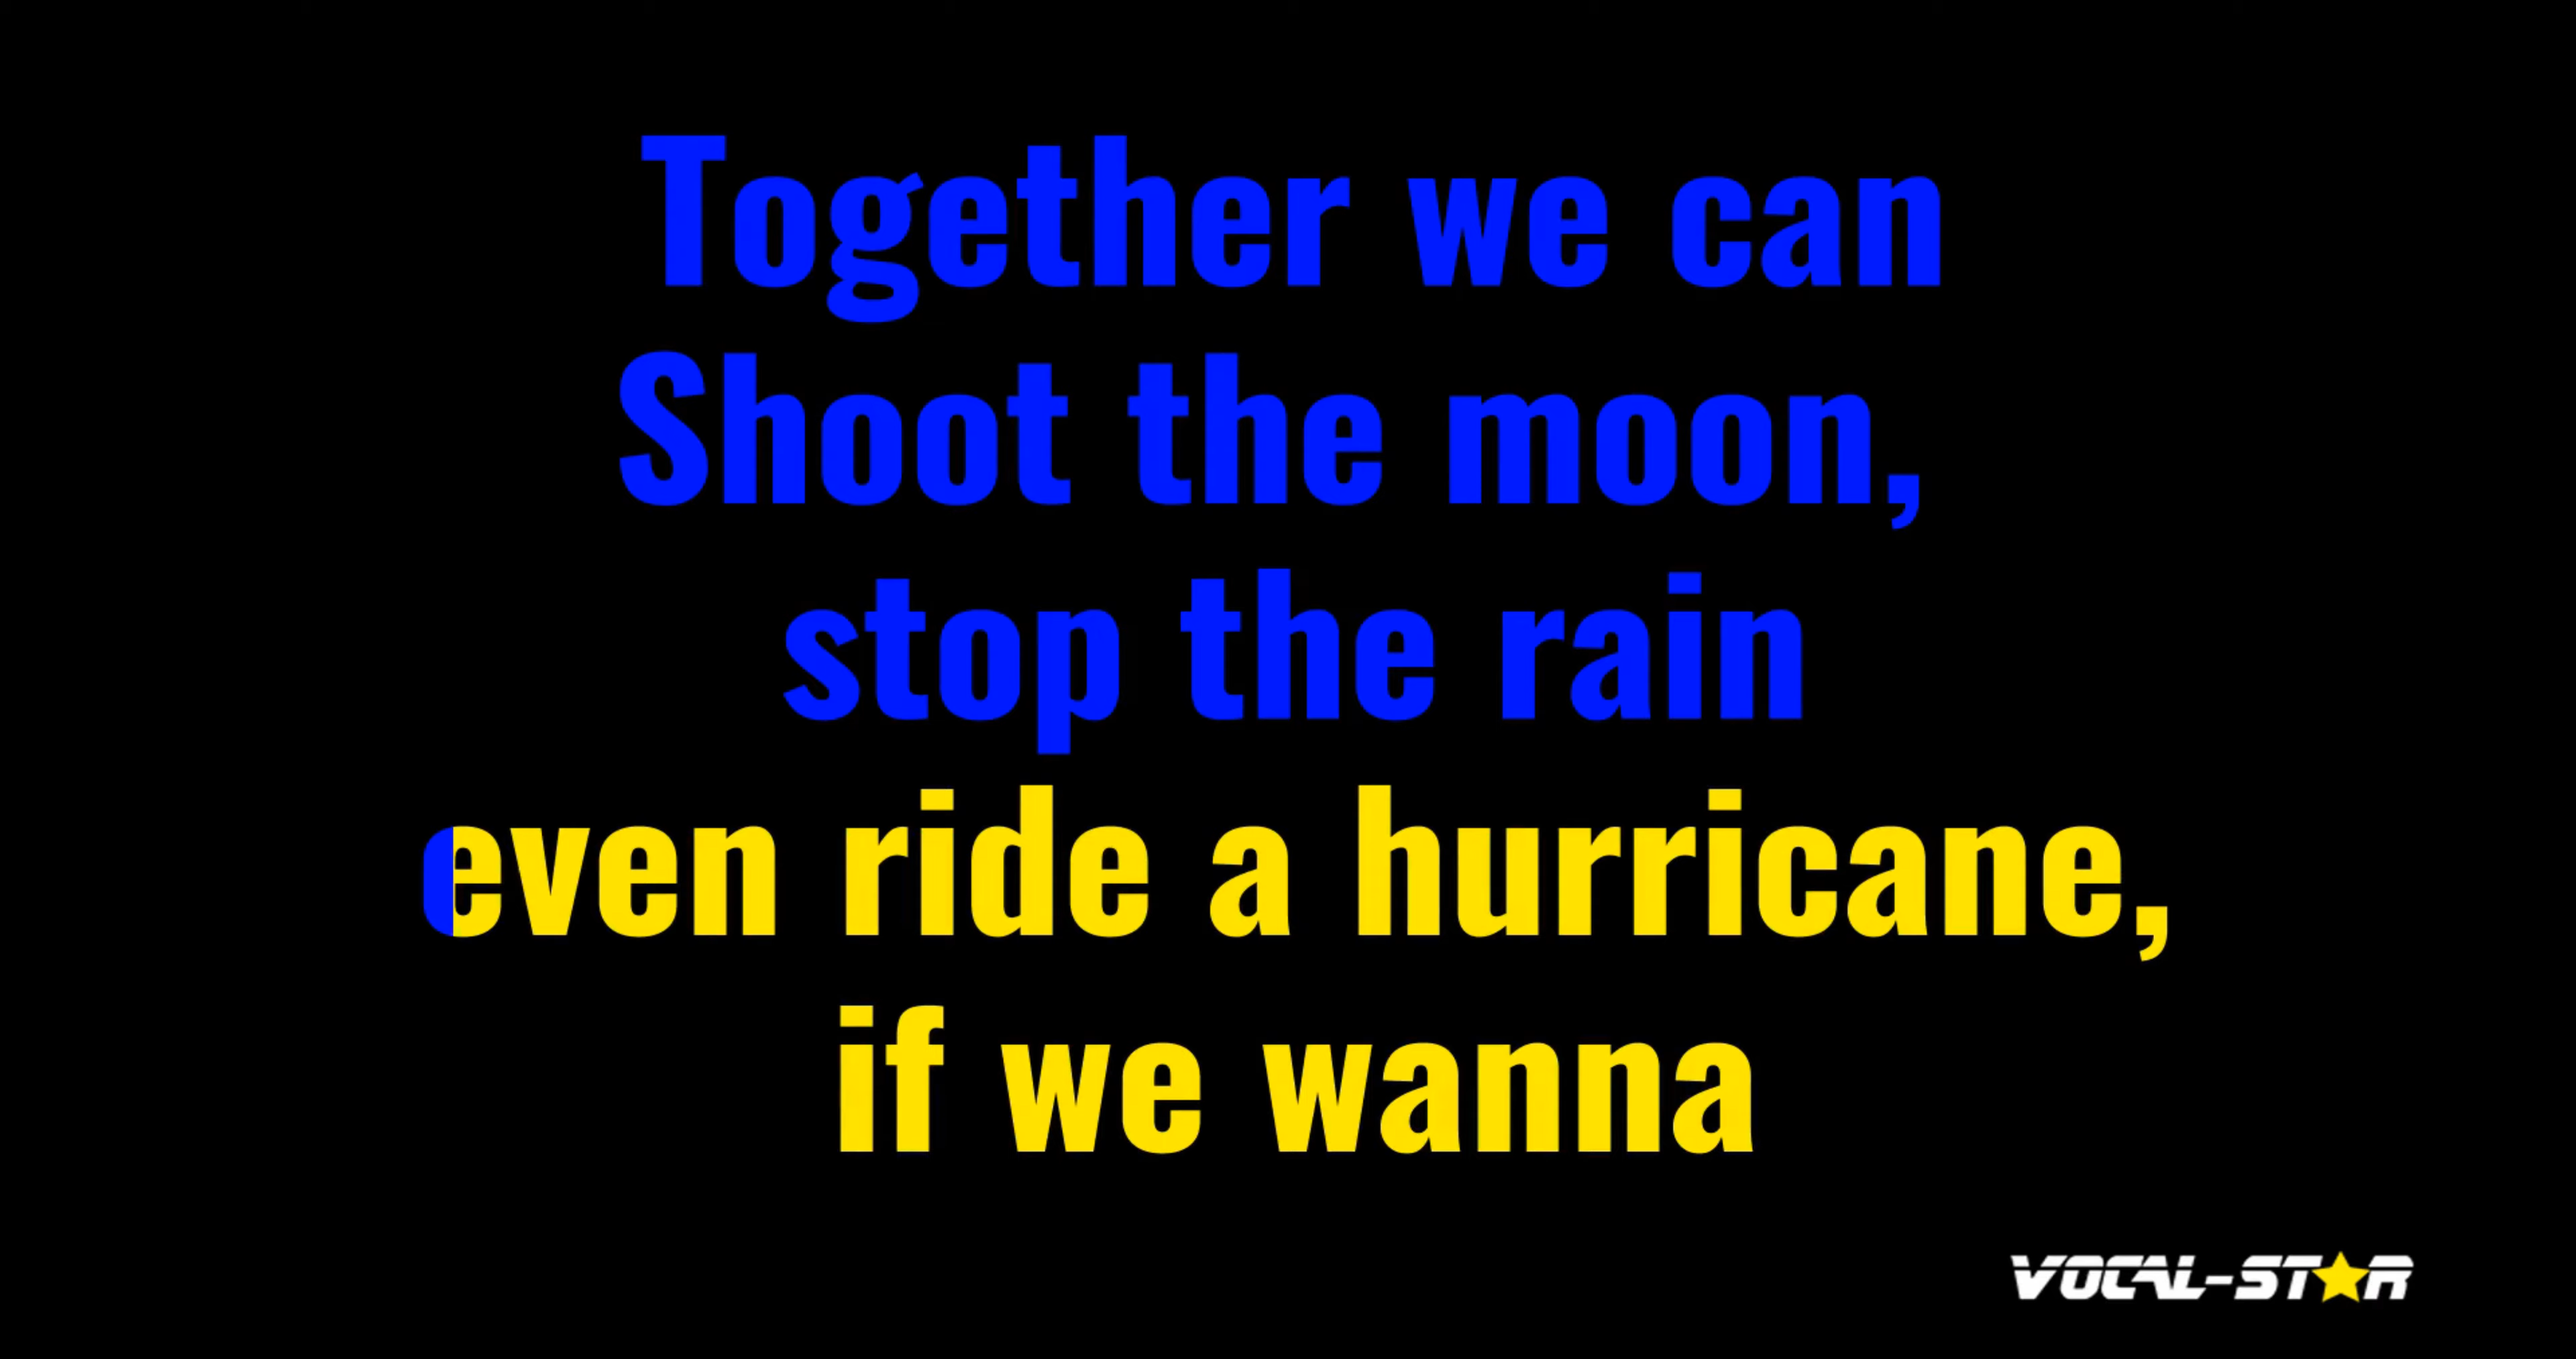 Together we can
Shoot the moon,
stop the rain
even ride a hurricane,
if we wanna
VOCAL-STAR